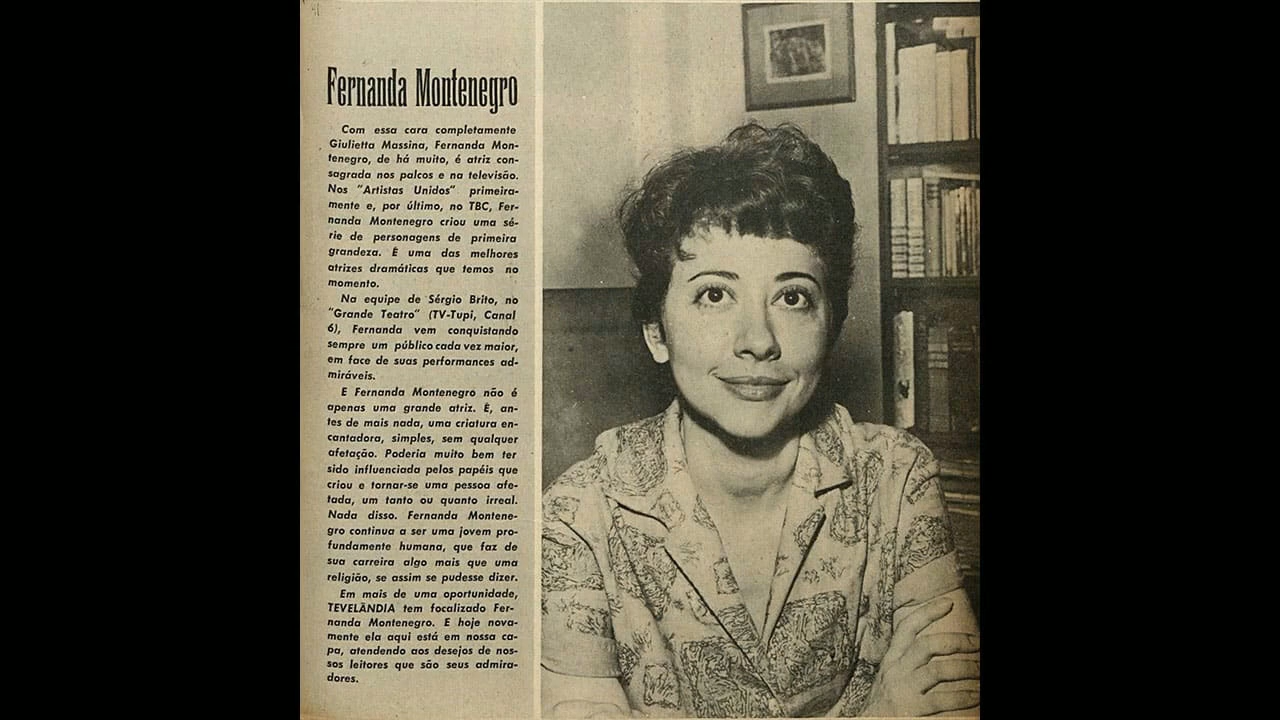 Fernanda Montenegro
Com essa cara completamente
Giulietta Massina, Fernanda Mon-
tenegro, de há muito, é atriz con-
sagrada nos palcos e na televisão.
Nos "Artistas Unidos" primeira-
mente e, por último, no TBC, Fer-
nanda Montenegro criou uma sé-
rie de personagens de primeira
grandeza. É uma das melhores
atrizes dramáticas que temos no
momento.
Na equipe de Sérgio Brito, no
"Grande Teatro" (TV-Tupi, Canal
6), Fernanda vem conquistando
sempre um público cada vez maior,
em face de suas performances ad-
miráveis.
E Fernanda Montenegro não é
apenas uma grande atriz. É, an-
tes de mais nada, uma criatura en-
cantadora, simples, sem qualquer
afetação. Poderia muito bem ter
sido influenciada pelos papéis que
criou e tornar-se uma pessoa afe-
tada, um tanto ou quanto irreal.
Nada disso. Fernanda Montene-
gro continua a ser uma jovem pro-
fundamente humana, que faz de
sua carreira algo mais que uma
religião, se assim se pudesse dizer.
Em mais de uma oportunidade,
TEVELÂNDIA tem focalizado Fer-
nanda Montenegro. E hoje nova-
mente ela aqui está em nossa ca-
pa, atendendo aos desejos de nos-
sos leitores que são seus admira-
dores.